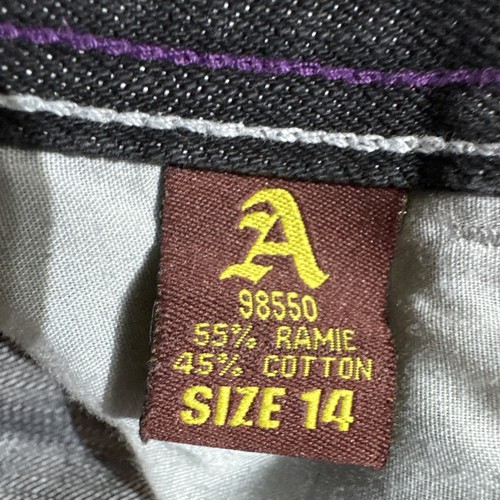 A
98550
55% RAMIE
45% COTTON
SIZE 14